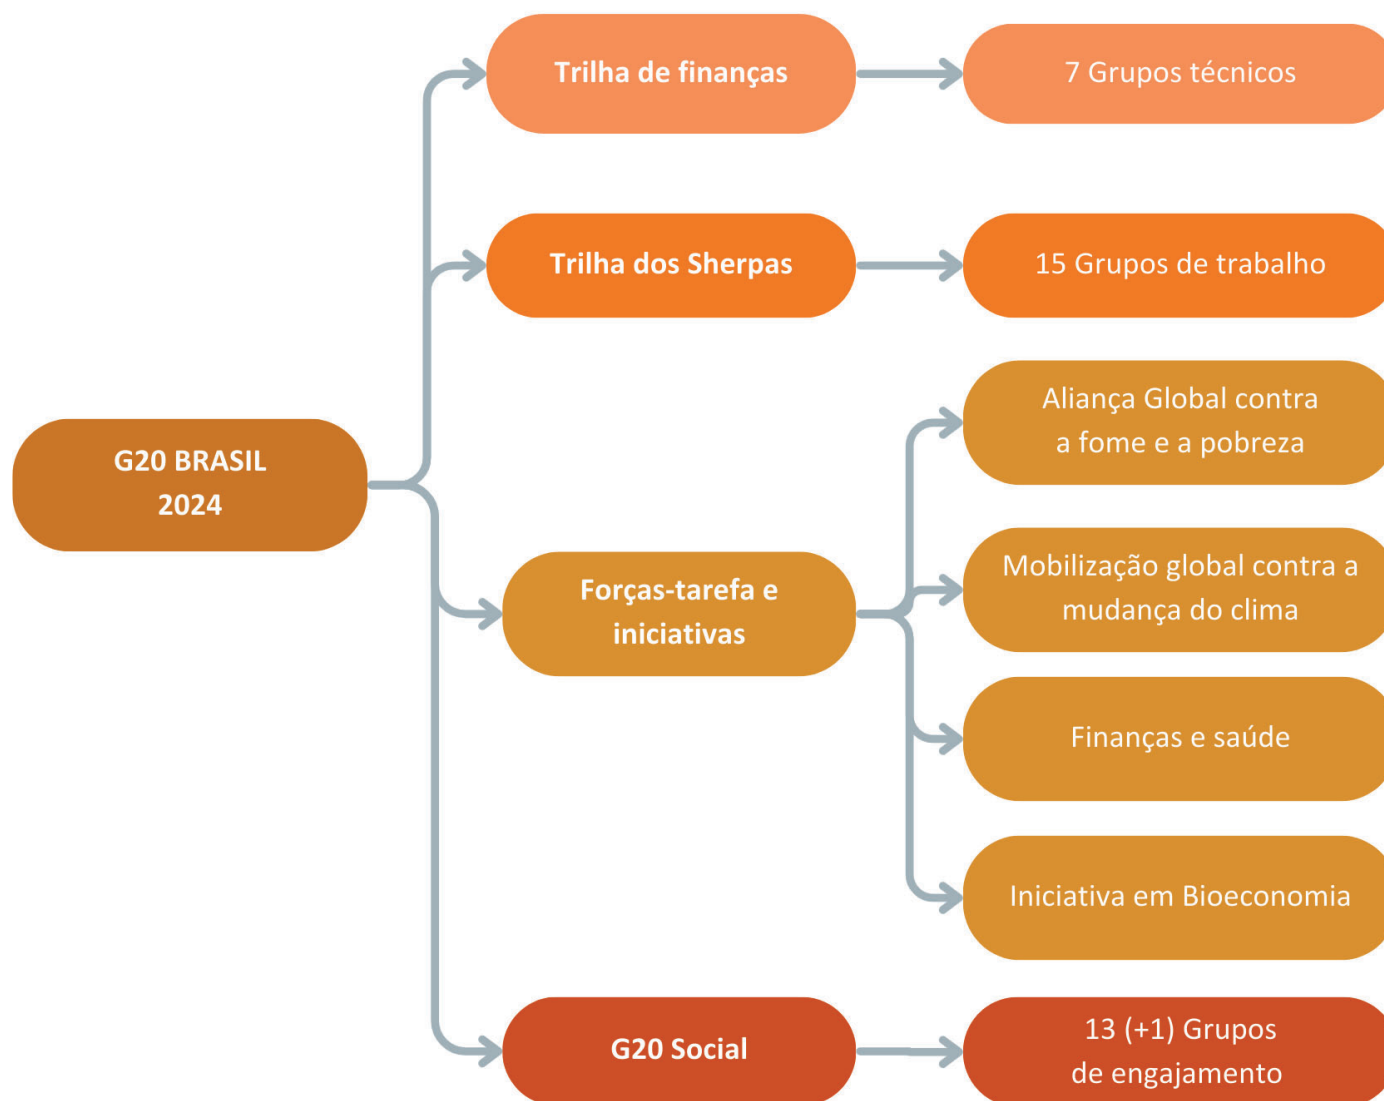 Trilha de finanças
7 Grupos técnicos
Trilha dos Sherpas
15 Grupos de trabalho
G20 BRASIL
2024
Forças-tarefa e
iniciativas
Aliança Global contra
a fome e a pobreza
Mobilização global contra a
mudança do clima
Finanças e saúde
Iniciativa em Bioeconomia
G20 Social
13 (+1) Grupos
de engajamento